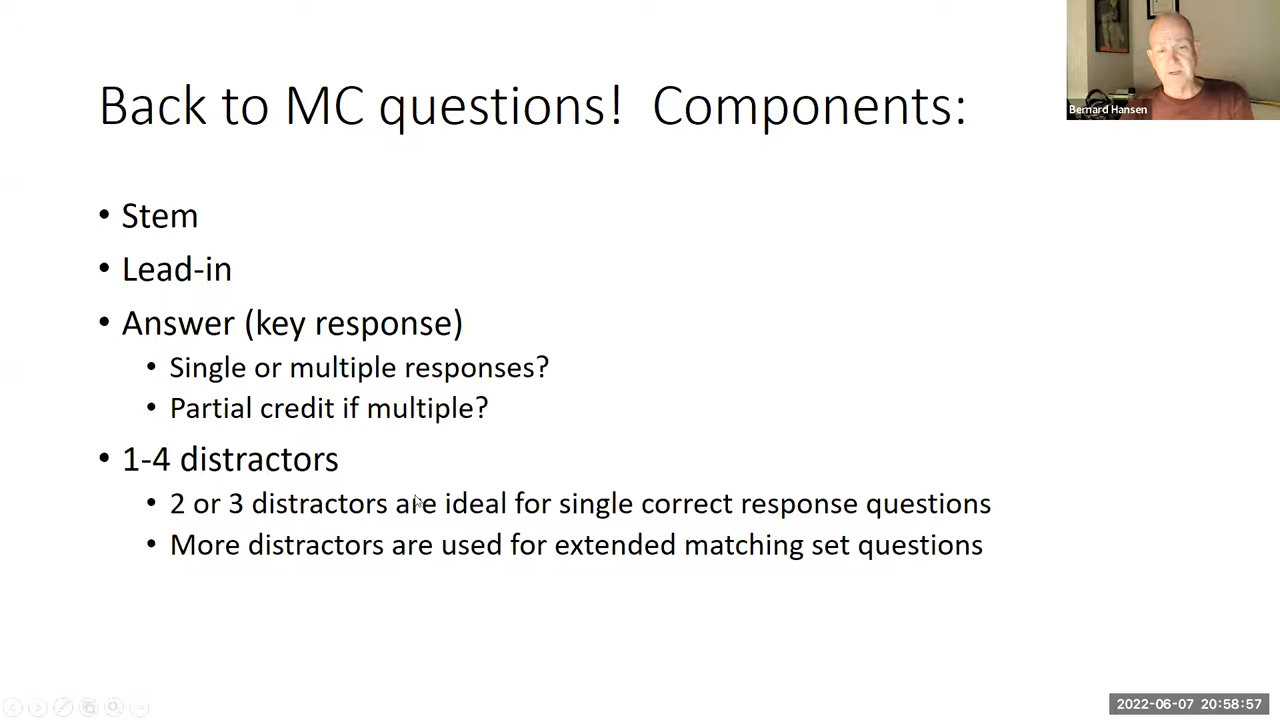 Back to MC questions!  Components:
Bernard Hansen
• Stem
• Lead-in
• Answer (key response)
• Single or multiple responses?
• Partial credit if multiple?
• 1-4 distractors
• 2 or 3 distractors are ideal for single correct response questions
• More distractors are used for extended matching set questions
2022-06-07 20:58:57